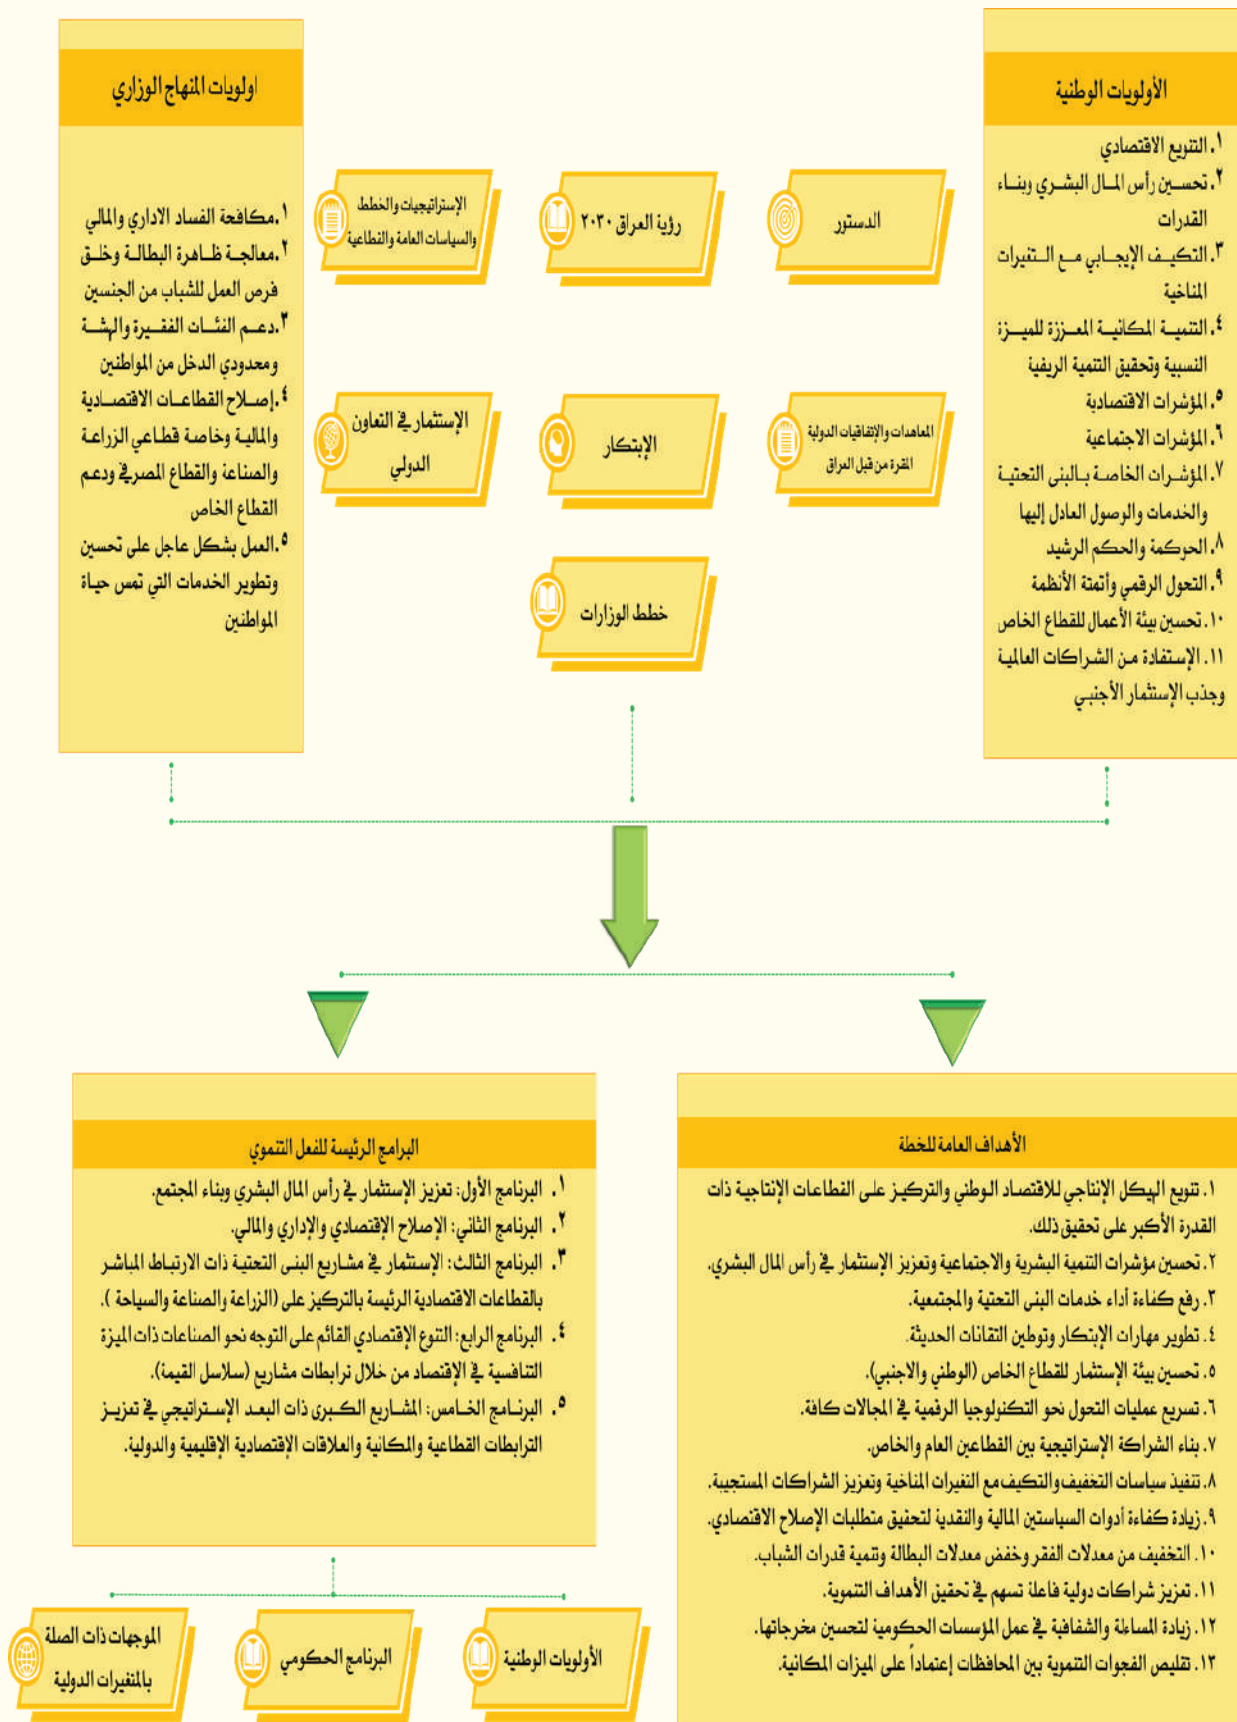 الأولويات الوطنية
١. التنويع الاقتصادي
٢. تحسين رأس المال البشري وبناء
القدرات
٣. التكيف الإيجابي مع التغيرات
المناخية
٤. التنمية المكانية المعززة للميزة
النسبية وتحقيق التنمية الريفية
٥. المؤشرات الاقتصادية
٦. المؤشرات الاجتماعية
٧. المؤشرات الخاصة بالبنى التحتية
والخدمات والوصول العادل إليها
٨. الحوكمة والحكم الرشيد
٩. التحول الرقمي وأتمتة الأنظمة
١٠. تحسين بيئة الأعمال للقطاع الخاص
١١. الإستفادة من الشراكات العالمية
وجذب الإستثمار الأجنبي
الدستور
رؤية العراق ٢٠٣٠
الإستراتيجيات والخطط
والسياسات العامة والقطاعية
المعاهدات والإتفاقيات الدولية
المقرة من قبل العراق
الإبتكار
الإستثمار في التعاون
الدولي
خطط الوزارات
اولويات المنهاج الوزاري
١. مكافحة الفساد الاداري والمالي
٢. معالجة ظاهرة البطالة وخلق
فرص العمل للشباب من الجنسين
٣. دعم الفئات الفقيرة والهشة
ومحدودي الدخل من المواطنين
٤. إصلاح القطاعات الاقتصادية
والمالية وخاصة قطاعي الزراعة
والصناعة والقطاع المصرفي ودعم
القطاع الخاص
٥. العمل بشكل عاجل على تحسين
وتطوير الخدمات التي تمس حياة
المواطنين
الأهداف العامة للخطة
١. تنويع الهيكل الإنتاجي للاقتصاد الوطني والتركيز على القطاعات الإنتاجية ذات
القدرة الأكبر على تحقيق ذلك.
٢. تحسين مؤشرات التنمية البشرية والاجتماعية وتعزيز الإستثمار في رأس المال البشري.
٣. رفع كفاءة أداء خدمات البنى التحتية والمجتمعية.
٤. تطوير مهارات الإبتكار وتوطين التقانات الحديثة.
٥. تحسين بيئة الإستثمار للقطاع الخاص (الوطني والاجنبي).
٦. تسريع عمليات التحول نحو التكنولوجيا الرقمية في المجالات كافة.
٧. بناء الشراكة الإستراتيجية بين القطاعين العام والخاص.
٨. تنفيذ سياسات التخفيف والتكيف مع التغيرات المناخية وتعزيز الشراكات المستجيبة.
٩. زيادة كفاءة أدوات السياستين المالية والنقدية لتحقيق متطلبات الإصلاح الاقتصادي.
١٠. التخفيف من معدلات الفقر وخفض معدلات البطالة وتنمية قدرات الشباب.
١١. تعزيز شراكات دولية فاعلة تسهم في تحقيق الأهداف التنموية.
١٢. زيادة المساءلة والشفافية في عمل المؤسسات الحكومية لتحسين مخرجاتها.
١٣. تقليص الفجوات التنموية بين المحافظات إعتماداً على الميزات المكانية.
البرامج الرئيسة للفعل التنموي
١. البرنامج الأول: تعزيز الإستثمار في رأس المال البشري وبناء المجتمع.
٢. البرنامج الثاني: الإصلاح الإقتصادي والإداري والمالي.
٣. البرنامج الثالث: الإستثمار في مشاريع البنى التحتية ذات الارتباط المباشر
بالقطاعات الاقتصادية الرئيسة بالتركيز على (الزراعة والصناعة والسياحة ).
٤. البرنامج الرابع: التنوع الإقتصادي القائم على التوجه نحو الصناعات ذات الميزة
التنافسية في الإقتصاد من خلال ترابطات مشاريع (سلاسل القيمة).
٥. البرنامج الخامس: المشاريع الكبرى ذات البعد الإستراتيجي في تعزيز
الترابطات القطاعية والمكانية والعلاقات الإقتصادية الإقليمية والدولية.
الأولويات الوطنية
البرنامج الحكومي
الموجهات ذات الصلة
بالمتغيرات الدولية